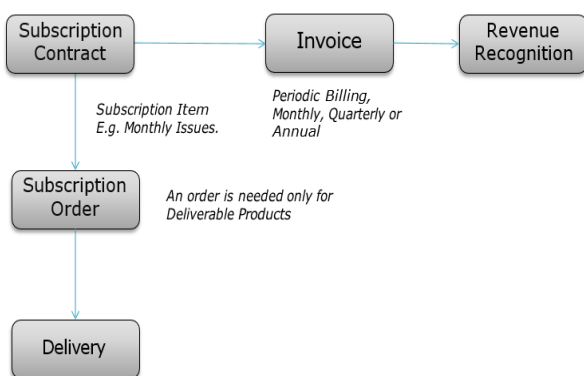 Subscription
Contract
Invoice
Revenue
Recognition
Subscription Item
E.g. Monthly Issues.
Periodic Billing,
Monthly, Quarterly or
Annual
Subscription
Order
An order is needed only for
Deliverable Products
Delivery